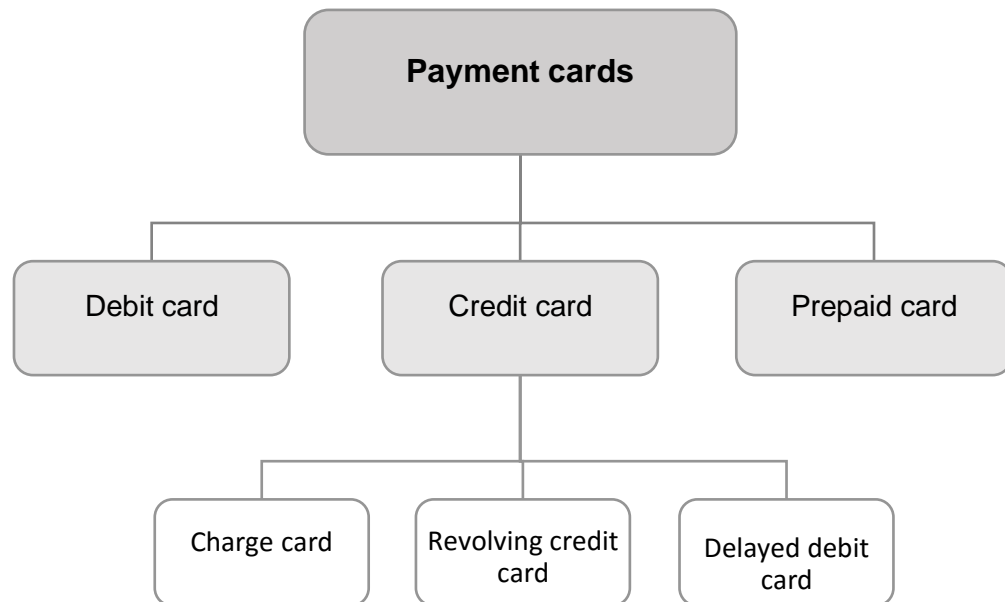 Payment cards
Debit card
Credit card
Prepaid card
Charge card
Revolving credit
card
Delayed debit
card